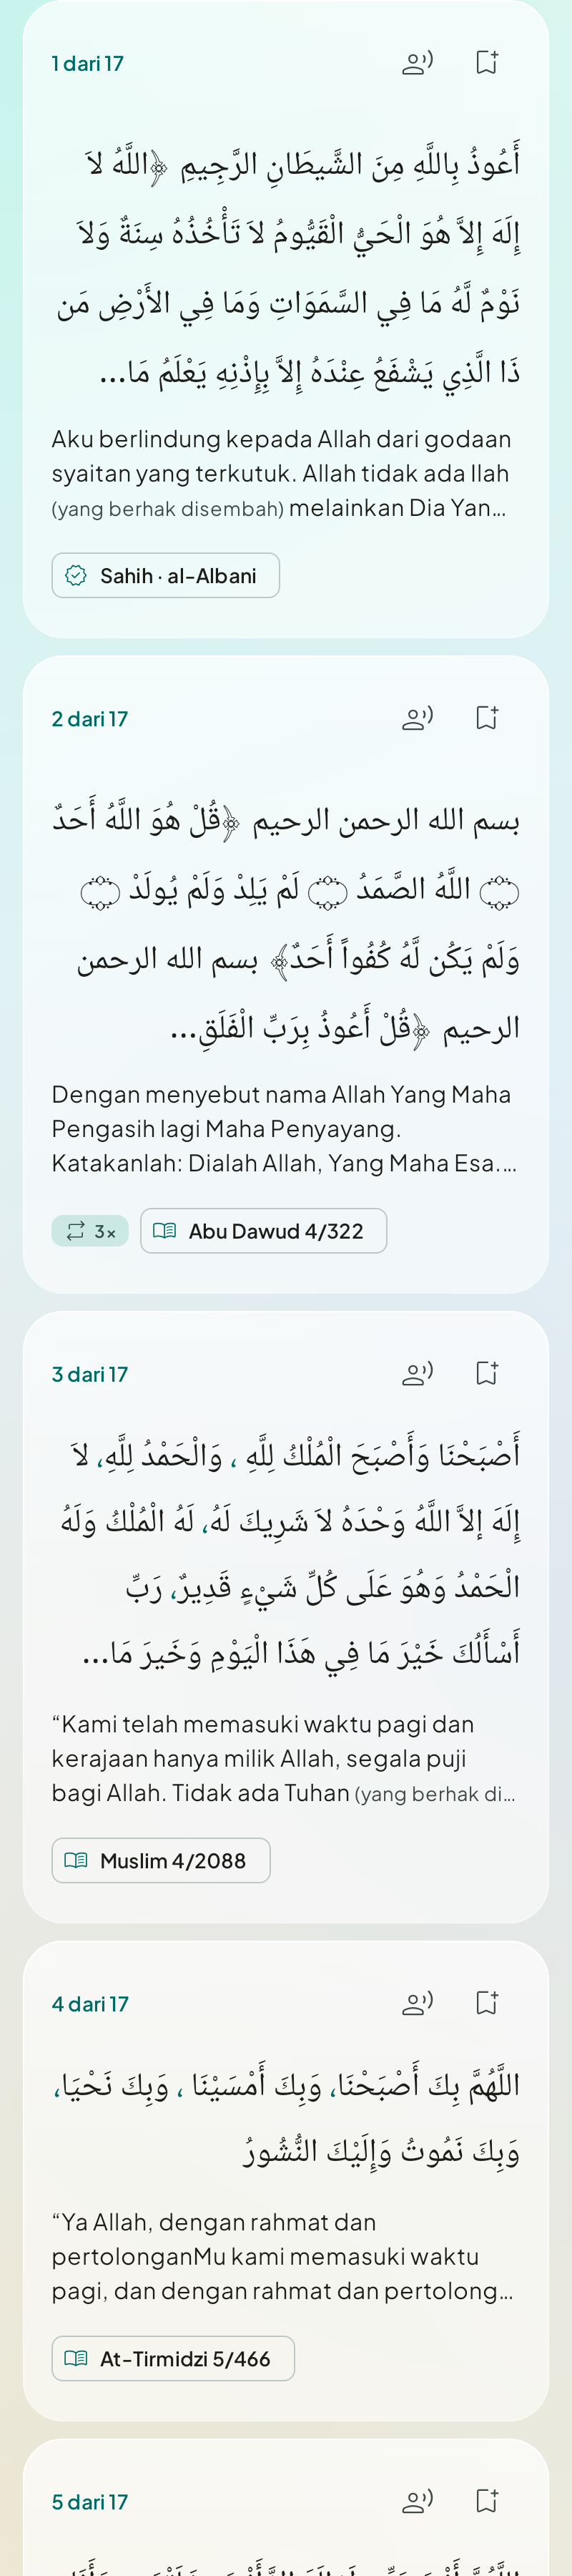 1 dari 17
أَعُوذُ بِاللَّهِ مِنَ الشَّيطَانِ الرَّجِيمِ ﴿اللَّهُ لاَ
إِلَهَ إِلاَّ هُوَ الْحَيُّ الْقَيُّومُ لاَ تَأْخُذُهُ سِنَةٌ وَلاَ
نَوْمٌ لَّهُ مَا فِي السَّمَوَاتِ وَمَا فِي الأَرْضِ مَن
ذَا الَّذِي يَشْفَعُ عِنْدَهُ إِلاَّ بِإِذْنِهِ يَعْلَمُ مَا...
Aku berlindung kepada Allah dari godaan
syaitan yang terkutuk. Allah tidak ada Ilah
(yang berhak disembah) melainkan Dia Yan...
Sahih · al-Albani
2 dari 17
بسم الله الرحمن الرحيم ﴿قُلْ هُوَ اللَّهُ أَحَدٌ
۝ اللَّهُ الصَّمَدُ ۝ لَمْ يَلِدْ وَلَمْ يُولَدْ ۝
وَلَمْ يَكُن لَّهُ كُفُواً أَحَدٌ﴾ بسم الله الرحمن
الرحيم ﴿قُلْ أَعُوذُ بِرَبِّ الْفَلَقِ...
Dengan menyebut nama Allah Yang Maha
Pengasih lagi Maha Penyayang.
Katakanlah: Dialah Allah, Yang Maha Esa....
3×
Abu Dawud 4/322
3 dari 17
أَصْبَحْنَا وَأَصْبَحَ الْمُلْكُ لِلَّهِ ، وَالْحَمْدُ لِلَّهِ، لاَ
إِلَهَ إلاَّ اللَّهُ وَحْدَهُ لاَ شَرِيكَ لَهُ، لَهُ الْمُلْكُ وَلَهُ
الْحَمْدُ وَهُوَ عَلَى كُلِّ شَيْءٍ قَدِيرٌ، رَبِّ
أَسْأَلُكَ خَيْرَ مَا فِي هَذَا الْيَوْمِ وَخَيرَ مَا...
“Kami telah memasuki waktu pagi dan
kerajaan hanya milik Allah, segala puji
bagi Allah. Tidak ada Tuhan (yang berhak di...
Muslim 4/2088
4 dari 17
اللَّهُمَّ بِكَ أَصْبَحْنَا، وَبِكَ أَمْسَيْنَا ، وَبِكَ نَحْيَا،
وَبِكَ نَمُوتُ وَإِلَيْكَ النُّشُورُ
“Ya Allah, dengan rahmat dan
pertolonganMu kami memasuki waktu
pagi, dan dengan rahmat dan pertolong...
At-Tirmidzi 5/466
5 dari 17